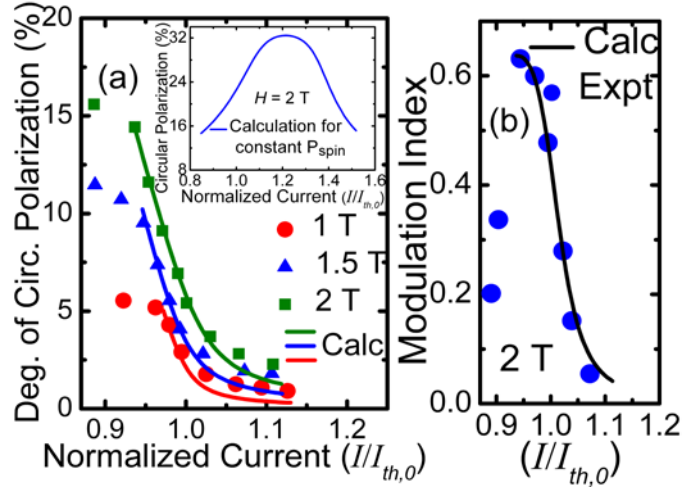 20
15
10
5
0
Deg. of Circ. Polarization (%)
(a)
32
24
16
8
Circular Polarization (%)
H = 2 T
Calculation for
constant P_spin
0.8 1.0 1.2 1.4 1.6
Normalized Current (I/I_th,0)
1 T
1.5 T
2 T
Calc
0.9 1.0 1.1 1.2
Normalized Current (I/I_th,0)
0.6
0.4
0.2
0.0
Modulation Index
Calc
Expt
(b)
2 T
0.9 1.0 1.1 1.2
(I/I_th,0)